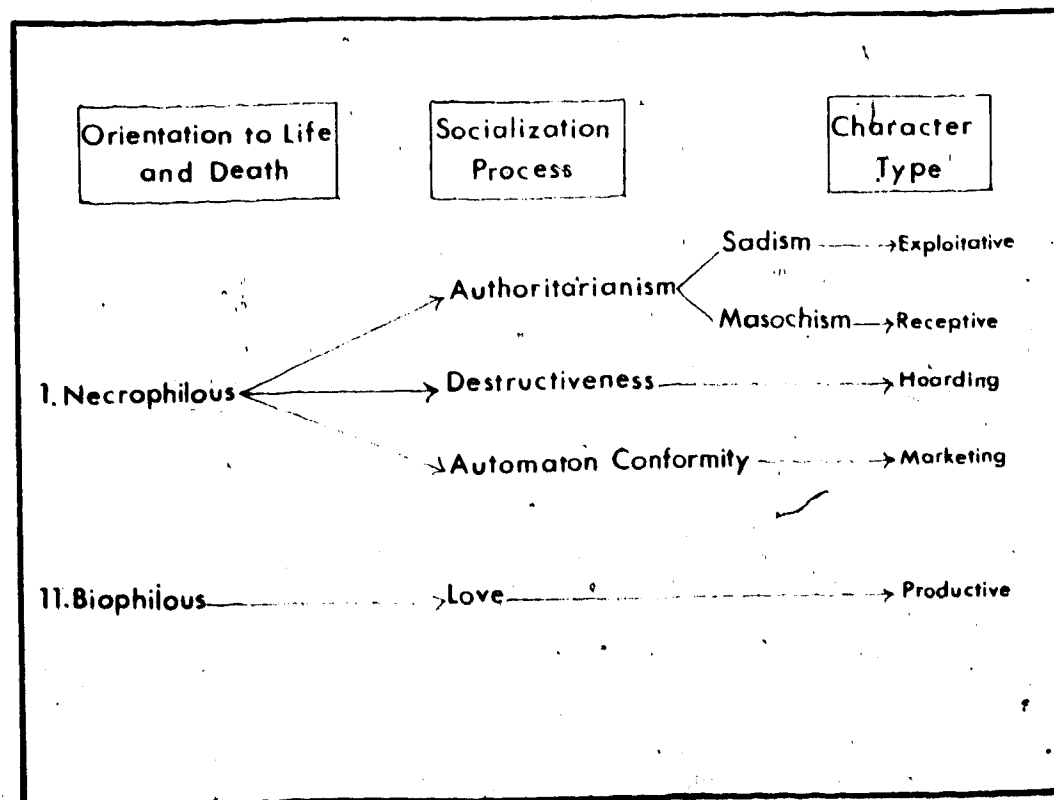 Orientation to Life
and Death
Socialization
Process
Character
Type
Sadism Exploitative
Authoritarianism
Masochism Receptive
I. Necrophilous Destructiveness Hoarding
Automaton Conformity Marketing
II. Biophilous Love Productive